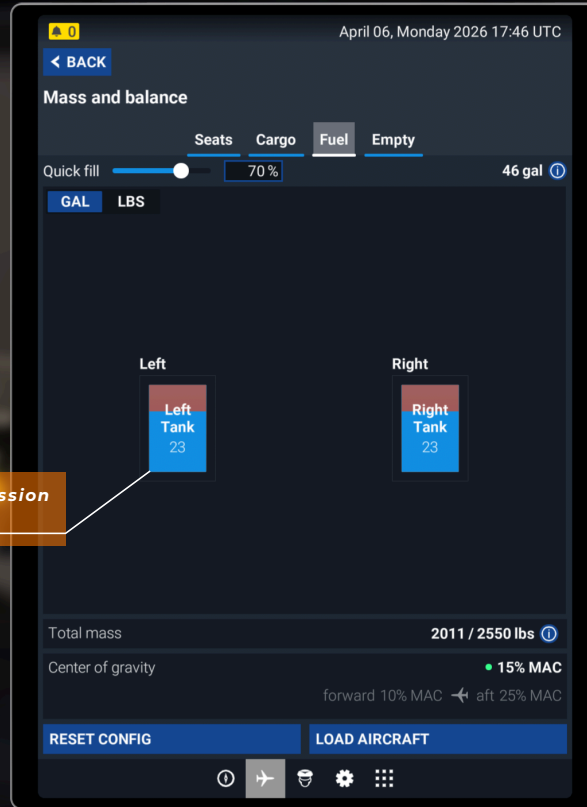 0
April 06, Monday 2026 17:46 UTC
BACK
Mass and balance
Seats Cargo Fuel Empty
Quick fill 70 % 46 gal
GAL LBS
Left Right
Left
Tank
23
Right
Tank
23
Total mass 2011 / 2550 lbs
Center of gravity 15% MAC
forward 10% MAC aft 25% MAC
RESET CONFIG LOAD AIRCRAFT